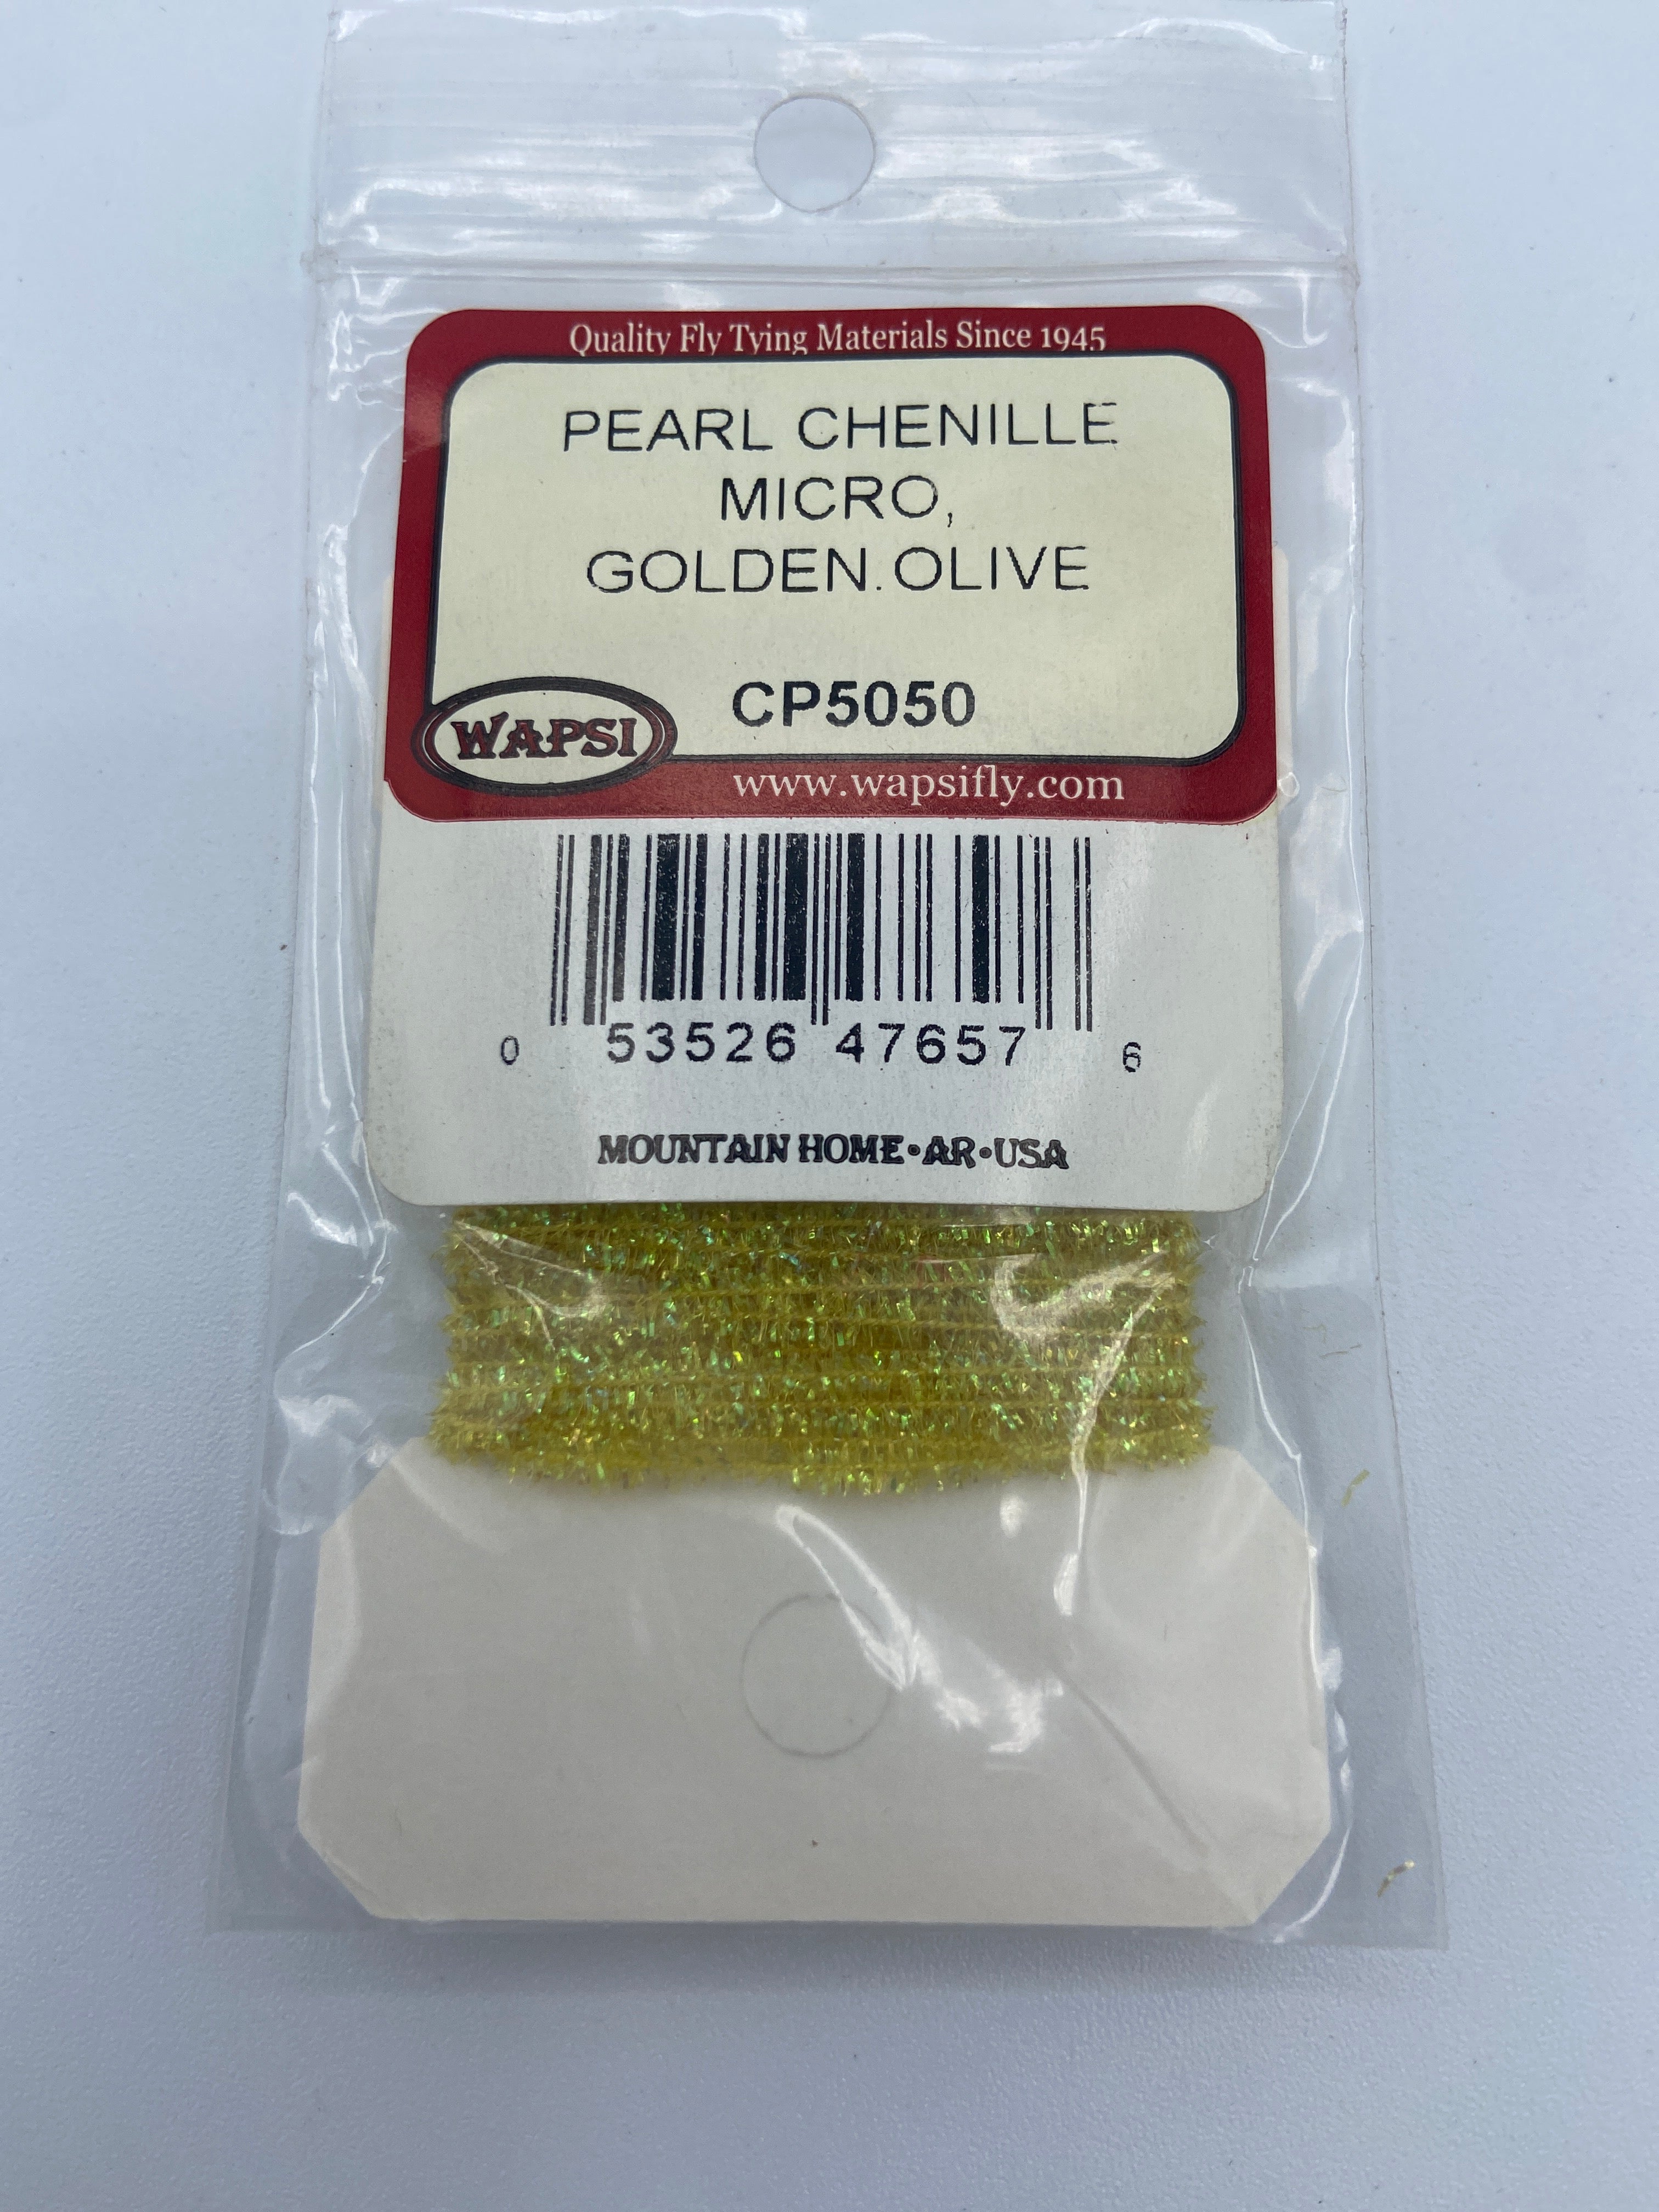 Quality Fly Tying Materials Since 1945
PEARL CHENILLE
MICRO,
GOLDEN OLIVE
CP5050
WAPSI
www.wapsifly.com
0 53526 47657 6
MOUNTAIN HOME•AR•USA